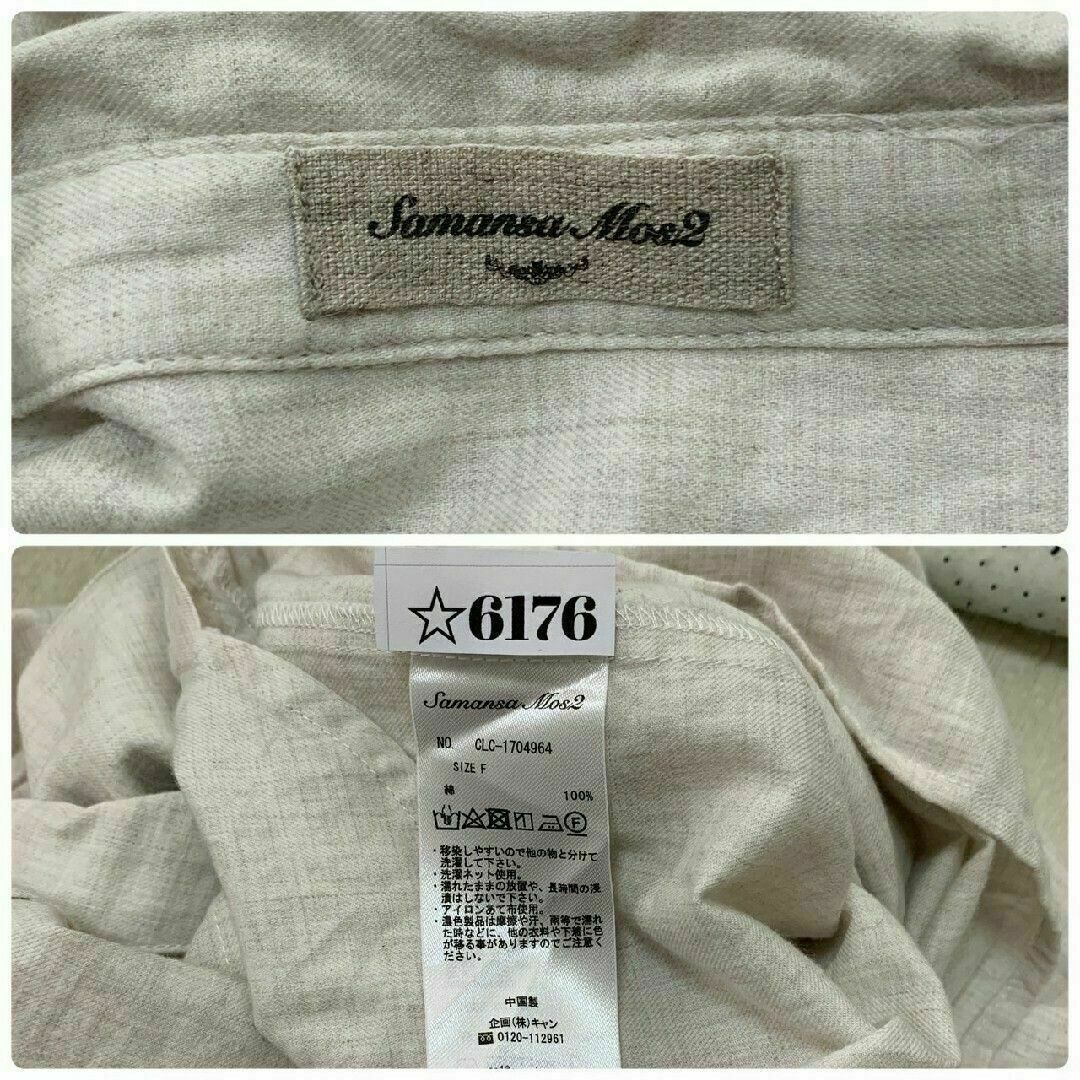 Samansa Mos2
☆6176
Samansa Mos2
NO. CLC-1704964
SIZE F
綿 100%
F
・移染しやすいので他の物と分けて
洗濯して下さい。
・洗濯ネット使用。
・濡れたままの放置や、長時間の浸
漬はしないで下さい。
・アイロンあて布使用。
・濃色製品は摩擦や汗、雨等で濡れ
た時などに、他の衣料や下着に色
が移る事がありますのでご注意くだ
さい。
中国製
企画(株)キャン
0120-112961